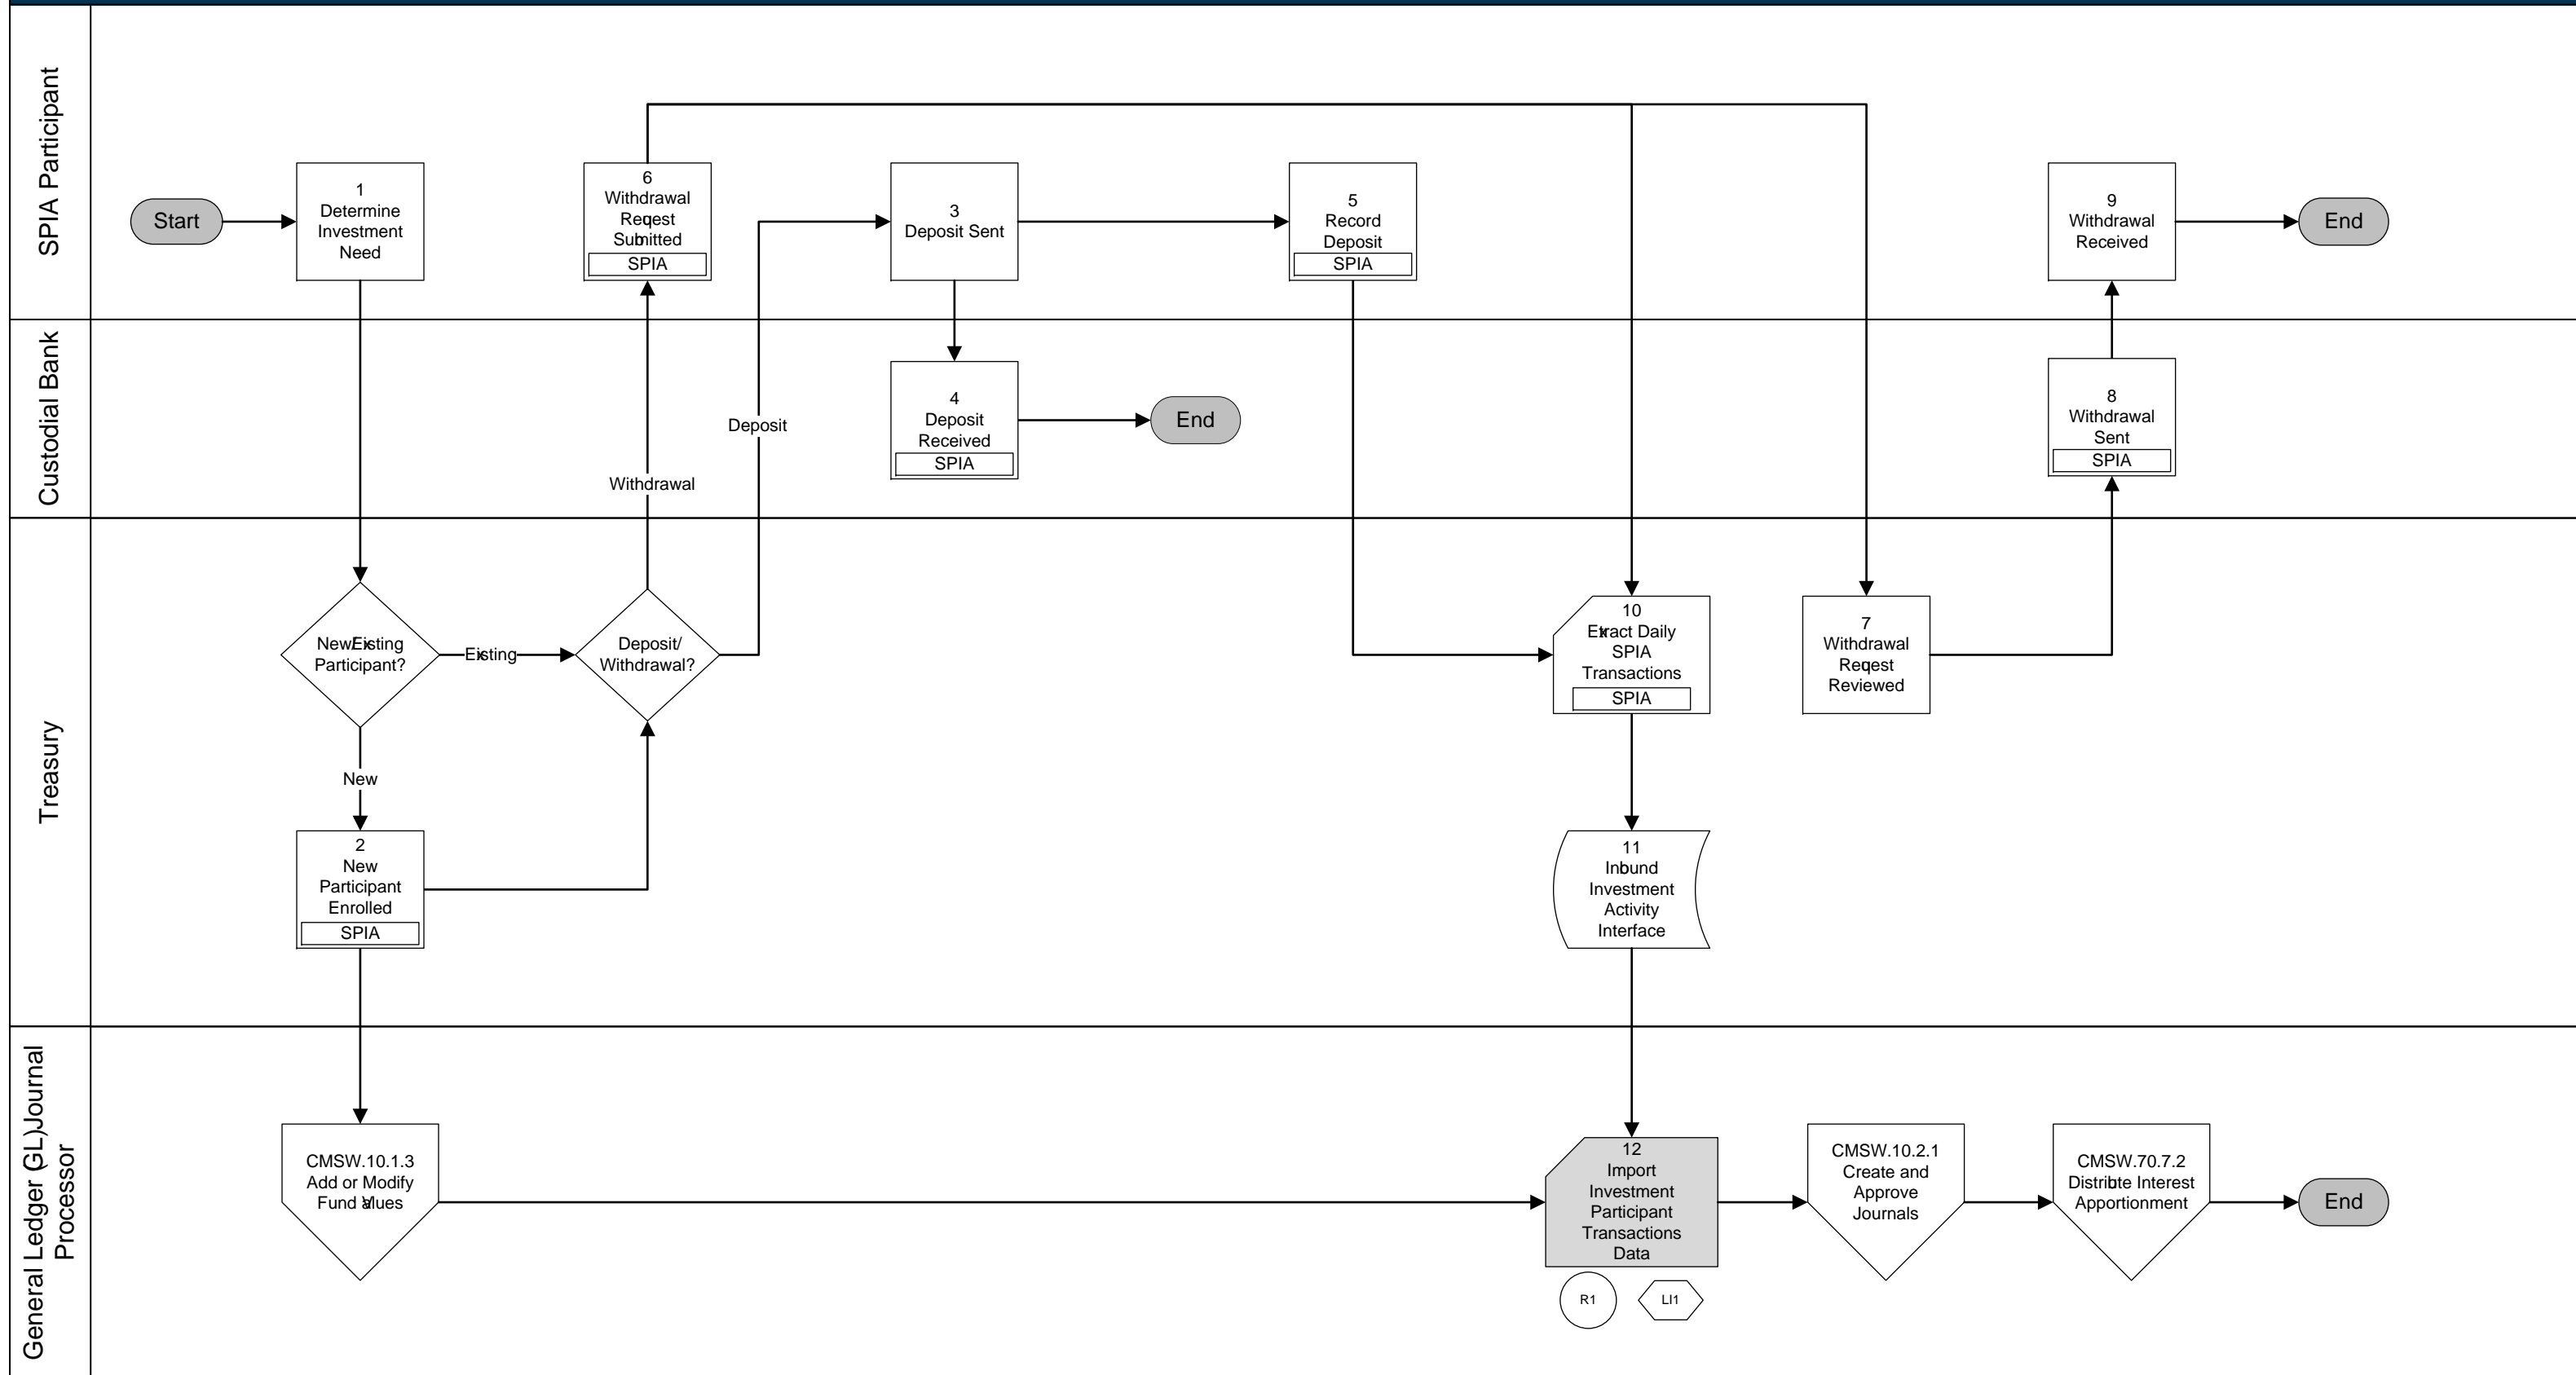 SPIA Participant
Start
1
Determine
Investment
Need
6
Withdrawal
Reqest
Submitted
SPIA
3
Deposit Sent
5
Record
Deposit
SPIA
9
Withdrawal
Received
End
Custodial Bank
4
Deposit
Received
SPIA
End
8
Withdrawal
Sent
SPIA
Deposit
Withdrawal
Treasury
New/Existing
Participant?
Existing
Deposit/
Withdrawal?
10
Extract Daily
SPIA
Transactions
SPIA
7
Withdrawal
Reqest
Reviewed
New
2
New
Participant
Enrolled
SPIA
11
Inbound
Investment
Activity
Interface
General Ledger (GL)Journal
Processor
CMSW.10.1.3
Add or Modify
Fund Values
12
Import
Investment
Participant
Transactions
Data
R1
LI1
CMSW.10.2.1
Create and
Approve
Journals
CMSW.70.7.2
Distribute Interest
Apportionment
End